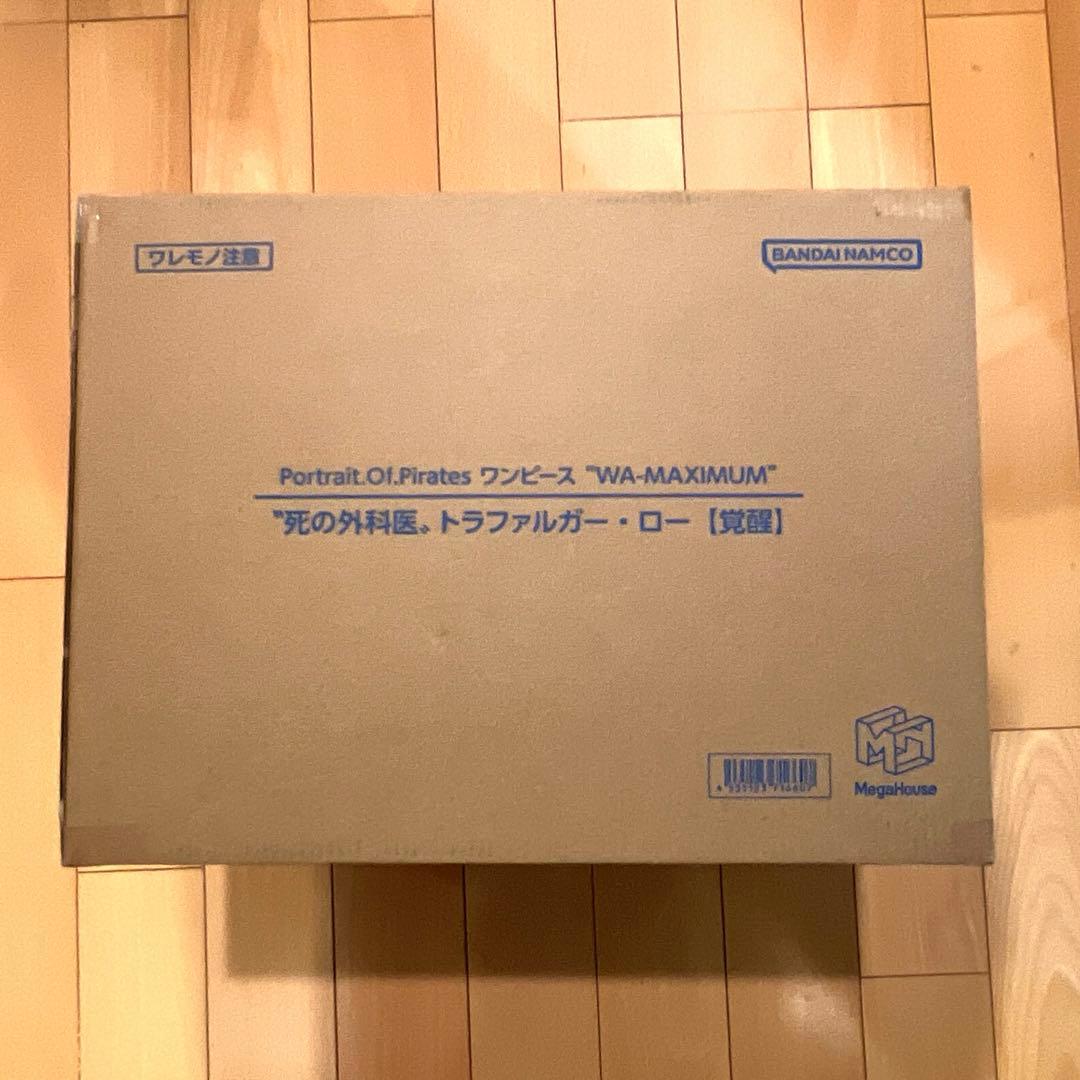 ワレモノ注意
BANDAI NAMCO
Portrait.Of.Pirates ワンピース “WA-MAXIMUM”
〝死の外科医〟トラファルガー・ロー【覚醒】
MegaHouse